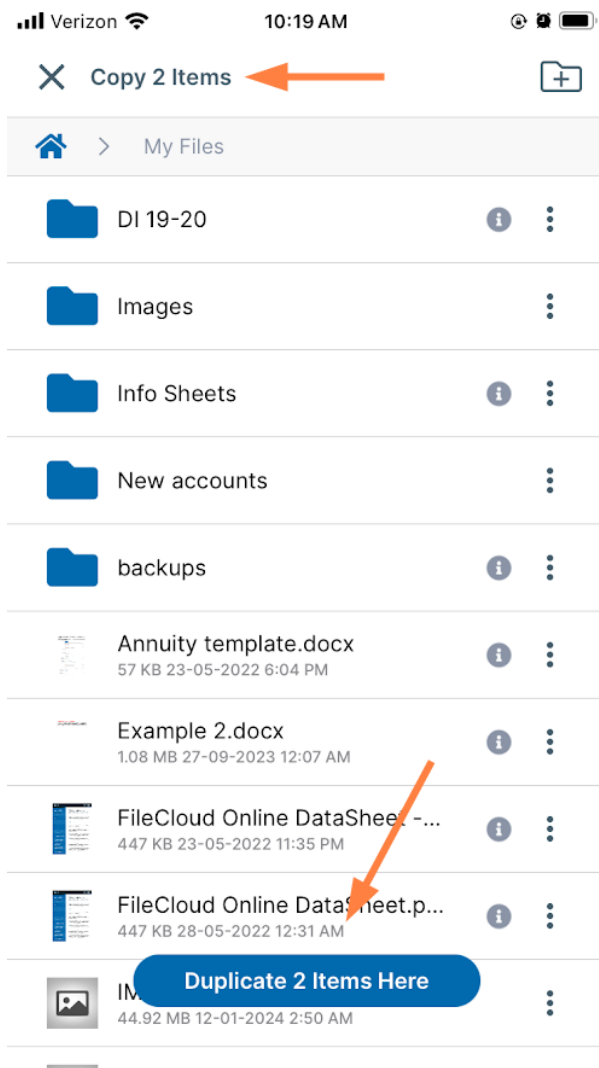 Verizon 10:19 AM
Copy 2 Items
My Files
DI 19-20
Images
Info Sheets
New accounts
backups
Annuity template.docx
57 KB 23-05-2022 6:04 PM
Example 2.docx
1.08 MB 27-09-2023 12:07 AM
FileCloud Online DataSheet -...
447 KB 23-05-2022 11:35 PM
FileCloud Online DataSheet.p...
447 KB 28-05-2022 12:31 AM
Duplicate 2 Items Here
44.92 MB 12-01-2024 2:50 AM